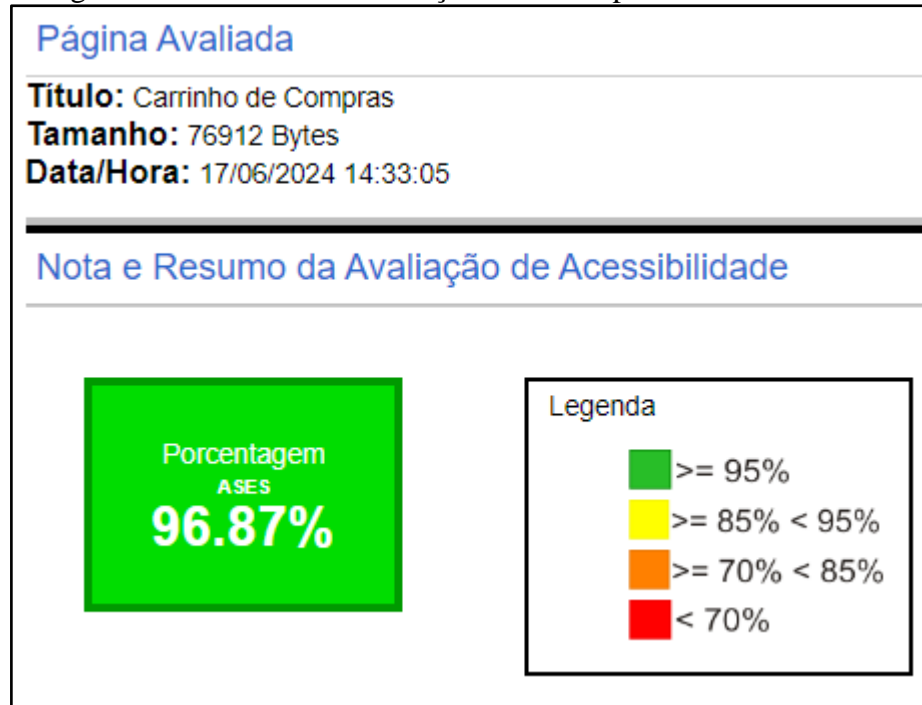 Página Avaliada
Título: Carrinho de Compras
Tamanho: 76912 Bytes
Data/Hora: 17/06/2024 14:33:05
Nota e Resumo da Avaliação de Acessibilidade
Porcentagem
ASES
96.87%
Legenda
>= 95%
>= 85% < 95%
>= 70% < 85%
< 70%